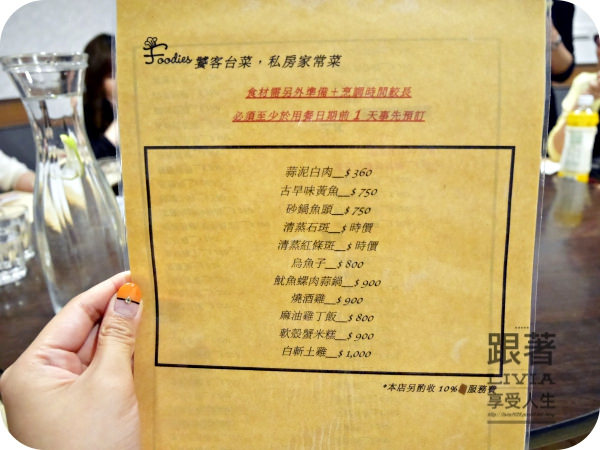 Foodies 饕客台菜，私房家常菜
食材需另外準備＋烹調時間較長
必須至少於用餐日期前 1 天事先預訂
蒜泥白肉__$ 360
古早味黃魚__$ 750
砂鍋魚頭__$ 750
清蒸石斑__$ 時價
清蒸紅條斑__$ 時價
烏魚子__$ 800
魷魚螺肉蒜鍋__$ 900
燒酒雞__$ 900
麻油雞丁飯__$ 800
軟殼蟹米糕__$ 900
白斬土雞__$ 1,000
*本店另酌收 10%服務費
跟著
LIVIA
享受人生